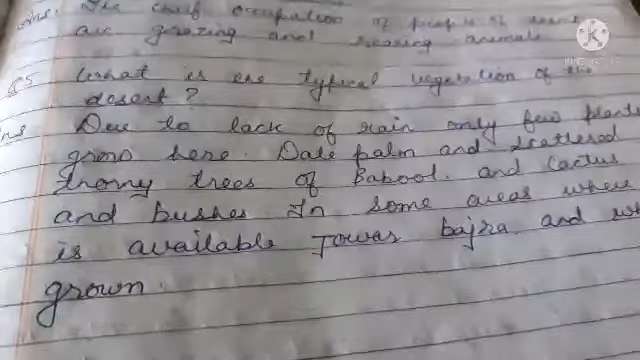 Ans. The chief occupation of people of
are grazing and rearing animals
Q5 What is the typical vegetation of the
desert?
Ans Due to lack of rain only few plants
grow here. Date palm and scattered
thorny trees of Babool. and Cactus
and bushes In some areas where
is available Jowar bajra and wh
grown.
KINEMASTER